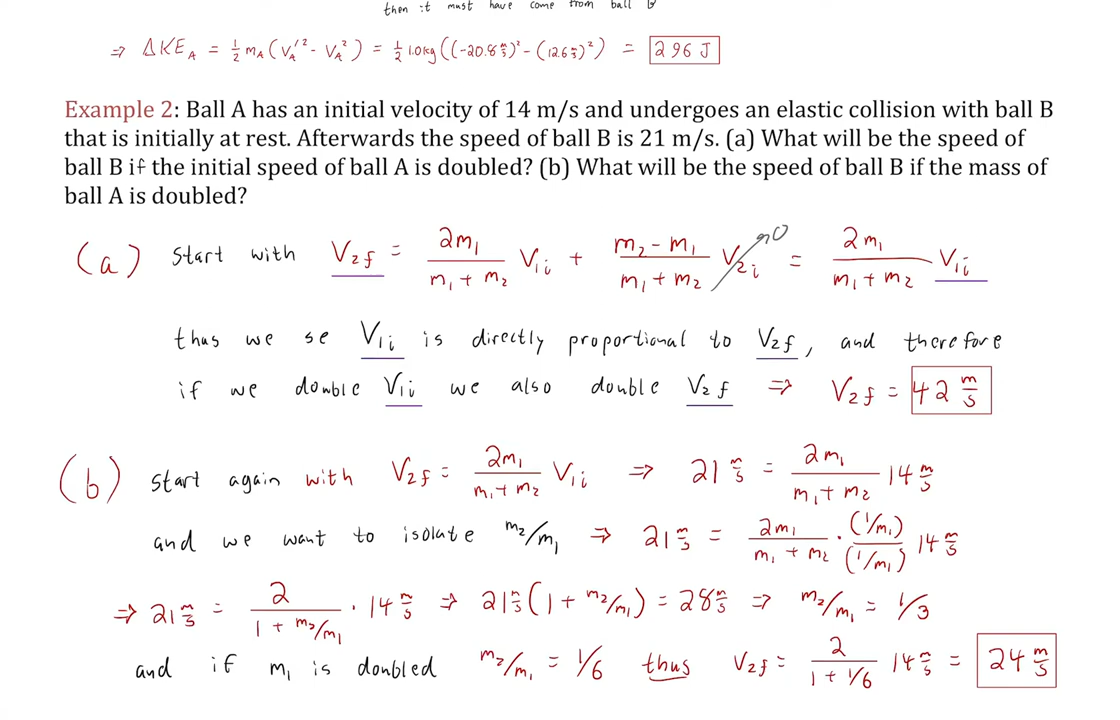 then it must have come from ball B
⇒ ΔKE_A = ½ m_A (V_A'² - V_A²) = ½ 1.0kg ((-20.8 m/s)² - (12.6 m/s)²) = 296 J
Example 2: Ball A has an initial velocity of 14 m/s and undergoes an elastic collision with ball B
that is initially at rest. Afterwards the speed of ball B is 21 m/s. (a) What will be the speed of
ball B if the initial speed of ball A is doubled? (b) What will be the speed of ball B if the mass of
ball A is doubled?
(a) Start with V₂f = 2m₁/(m₁ + m₂) V₁i + (m₂ - m₁)/(m₁ + m₂) V₂i → 0 = 2m₁/(m₁ + m₂) V₁i
thus we se V₁i is directly proportional to V₂f, and therefore
if we double V₁i we also double V₂f ⇒ V₂f = 42 m/s
(b) Start again with V₂f = 2m₁/(m₁ + m₂) V₁i ⇒ 21 m/s = 2m₁/(m₁ + m₂) 14 m/s
and we want to isolate m₂/m₁ ⇒ 21 m/s = 2m₁/(m₁ + m₂) · (1/m₁)/(1/m₁) 14 m/s
⇒ 21 m/s = 2/(1 + m₂/m₁) · 14 m/s ⇒ 21 m/s (1 + m₂/m₁) = 28 m/s ⇒ m₂/m₁ = 1/3
and if m₁ is doubled m₂/m₁ = 1/6 thus V₂f = 2/(1 + 1/6) 14 m/s = 24 m/s